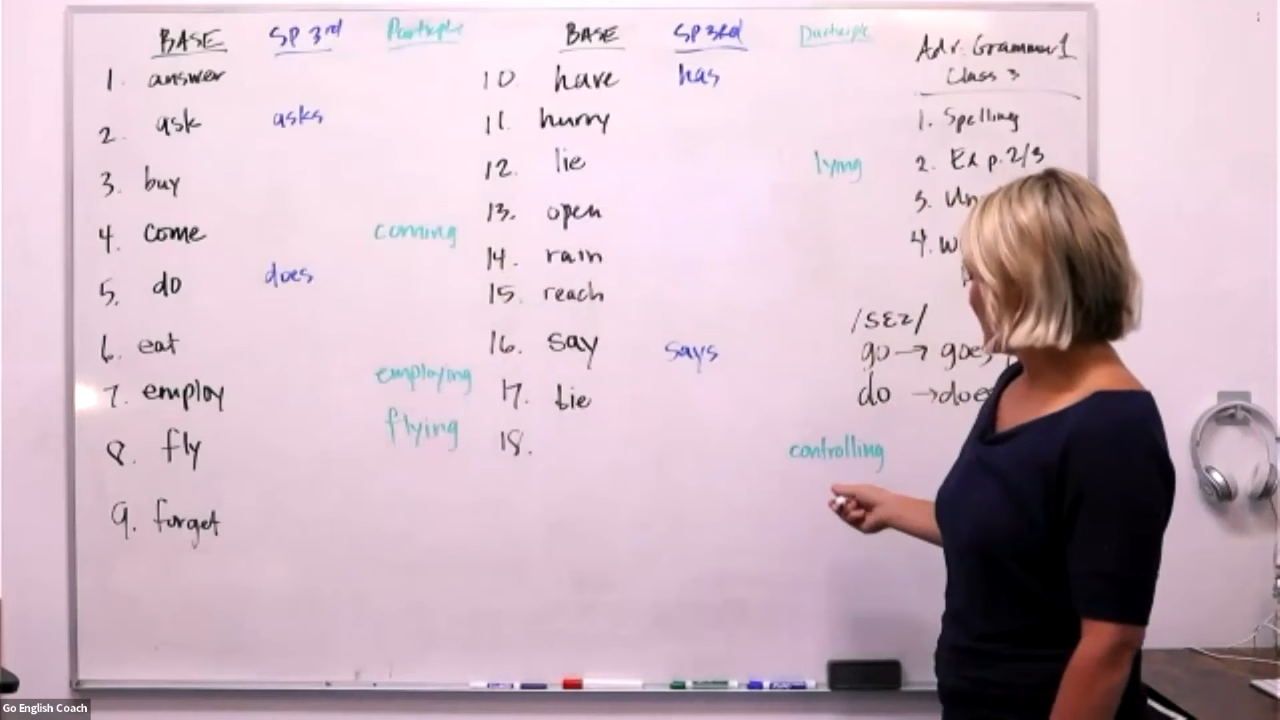 BASE SP 3rd Participle
1. answer
2. ask asks
3. buy
4. come coming
5. do does
6. eat
7. employ employing
8. fly flying
9. forget
BASE SP 3rd Participle
10. have has
11. hurry
12. lie lying
13. open
14. rain
15. reach
16. say says
17. tie
18. controlling
Adv. Grammar 1
Class 3
1. Spelling
2. Ex p. 2/3
3. Un
4. W
/sɛz/
go → goes
do → does
Go English Coach